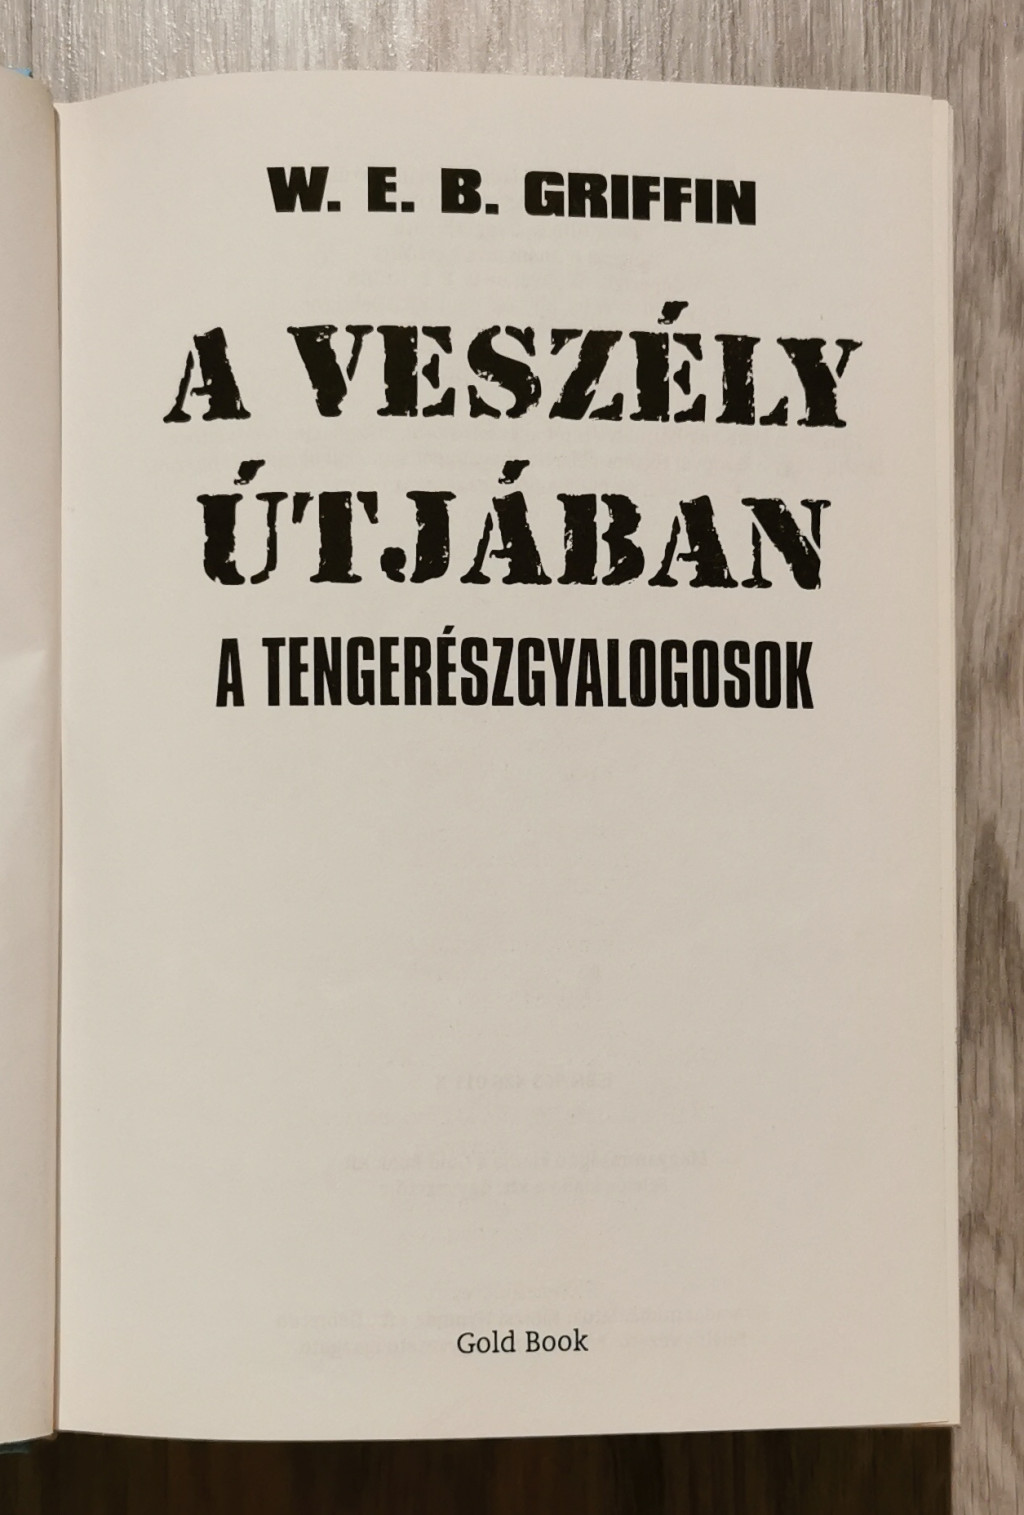 W. E. B. GRIFFIN
A VESZÉLY
ÚTJÁBAN
A TENGERÉSZGYALOGOSOK
Gold Book